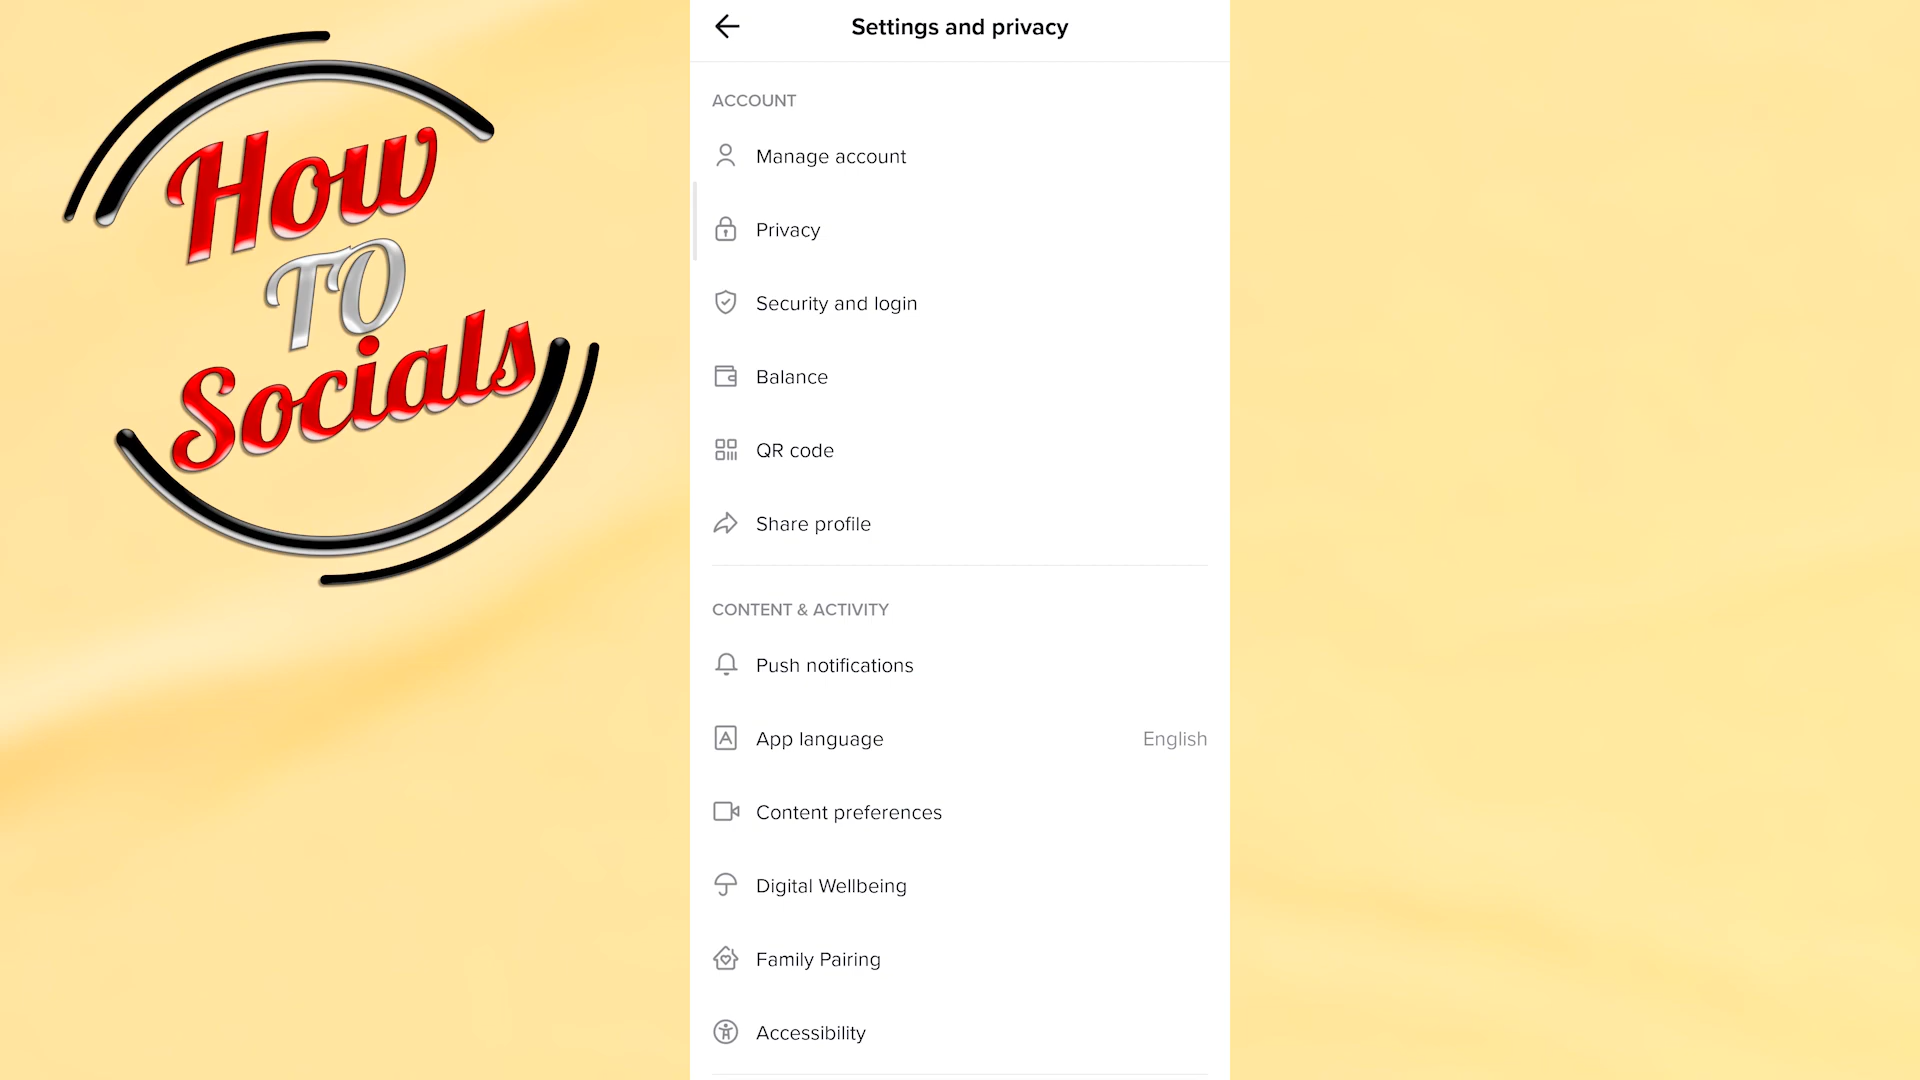 How
TO
Socials
Settings and privacy
ACCOUNT
Manage account
Privacy
Security and login
Balance
QR code
Share profile
CONTENT & ACTIVITY
Push notifications
App language English
Content preferences
Digital Wellbeing
Family Pairing
Accessibility